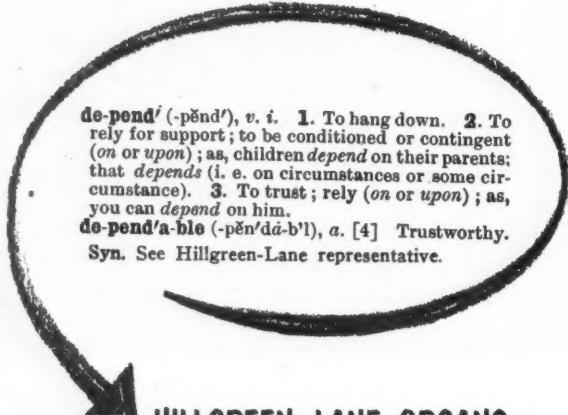 de-pend′ (-pĕnd′), v. i. 1. To hang down. 2. To
rely for support; to be conditioned or contingent
(on or upon); as, children depend on their parents;
that depends (i. e. on circumstances or some cir-
cumstance). 3. To trust; rely (on or upon); as,
you can depend on him.
de-pend′a-ble (-pĕn′dȧ-b'l), a. [4] Trustworthy.
Syn. See Hillgreen-Lane representative.
HILLGREEN LANE ORGANS